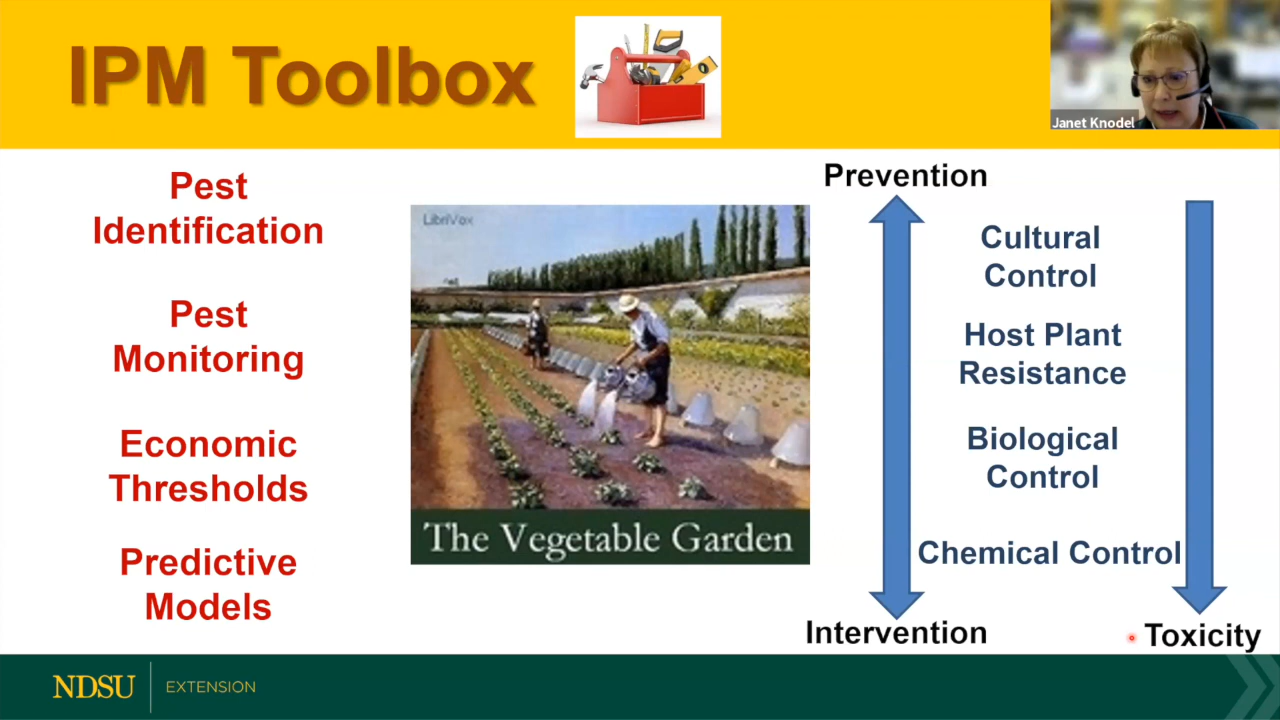 IPM Toolbox
Janet Knodel
Pest
Identification
Pest
Monitoring
Economic
Thresholds
Predictive
Models
LibriVox
The Vegetable Garden
Prevention
Cultural
Control
Host Plant
Resistance
Biological
Control
Chemical Control
Intervention
Toxicity
NDSU
EXTENSION